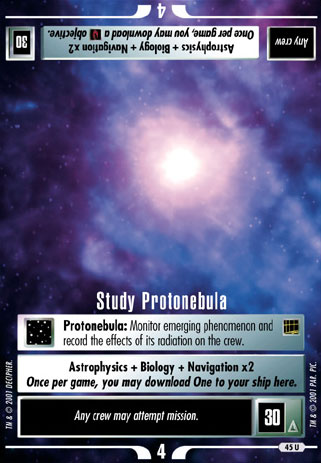 4
Any crew
Astrophysics + Biology + Navigation x2
Once per game, you may download a objective.
30
Study Protonebula
Protonebula: Monitor emerging phenomenon and
record the effects of its radiation on the crew.
Astrophysics + Biology + Navigation x2
Once per game, you may download One to your ship here.
Any crew may attempt mission.
30
TM & © 2001 DECIPHER.
TM & © 2001 PAR. PIC.
4
45 U